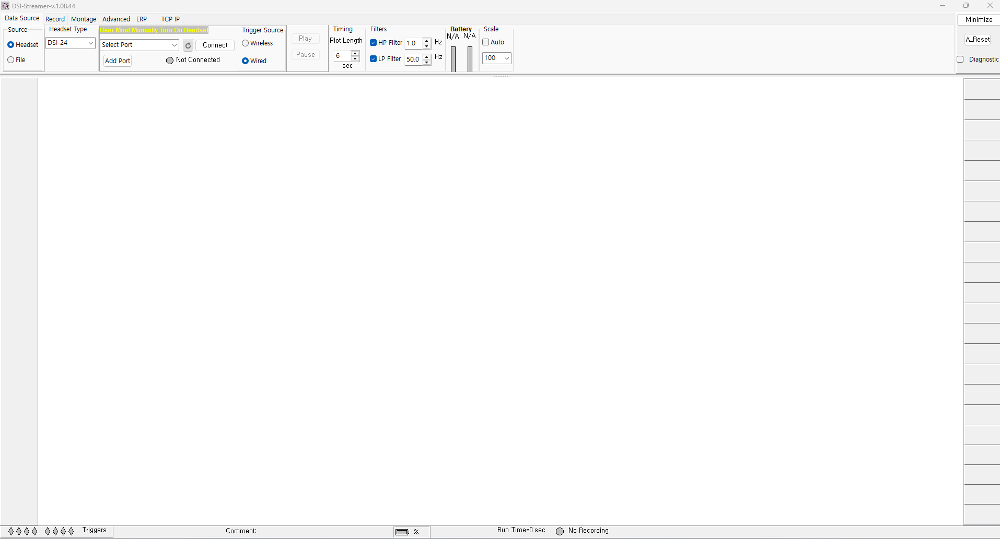 DSI-Streamer-v.1.08.44
Data Source Record Montage Advanced ERP TCP IP
Minimize
Source
Headset
File
Headset Type
DSI-24
User Must Manually Turn On Headset
Select Port
Connect
Add Port
Not Connected
Trigger Source
Wireless
Wired
Play
Pause
Timing
Plot Length
6
sec
Filters
HP Filter 1.0 Hz
LP Filter 50.0 Hz
Battery
N/A N/A
Scale
Auto
100
A_Reset
Diagnostic
Triggers
Comment:
%
Run Time=0 sec
No Recording